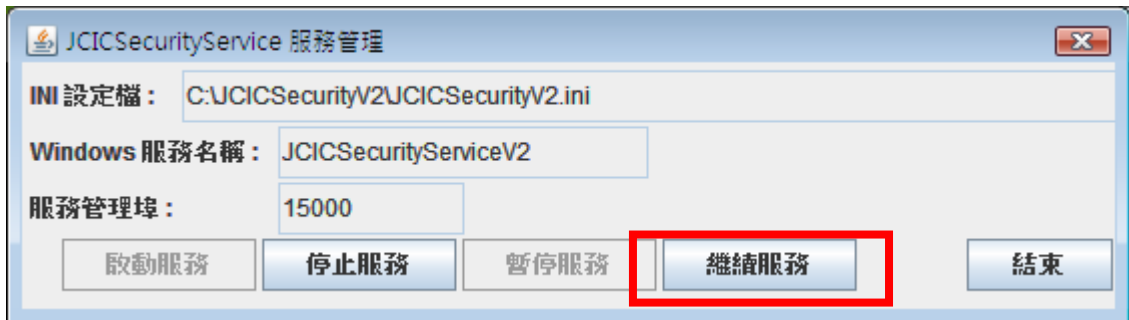 JCICSecurityService 服務管理
INI 設定檔： C:\JCICSecurityV2\JCICSecurityV2.ini
Windows 服務名稱： JCICSecurityServiceV2
服務管理埠： 15000
啟動服務 停止服務 暫停服務 繼續服務 結束